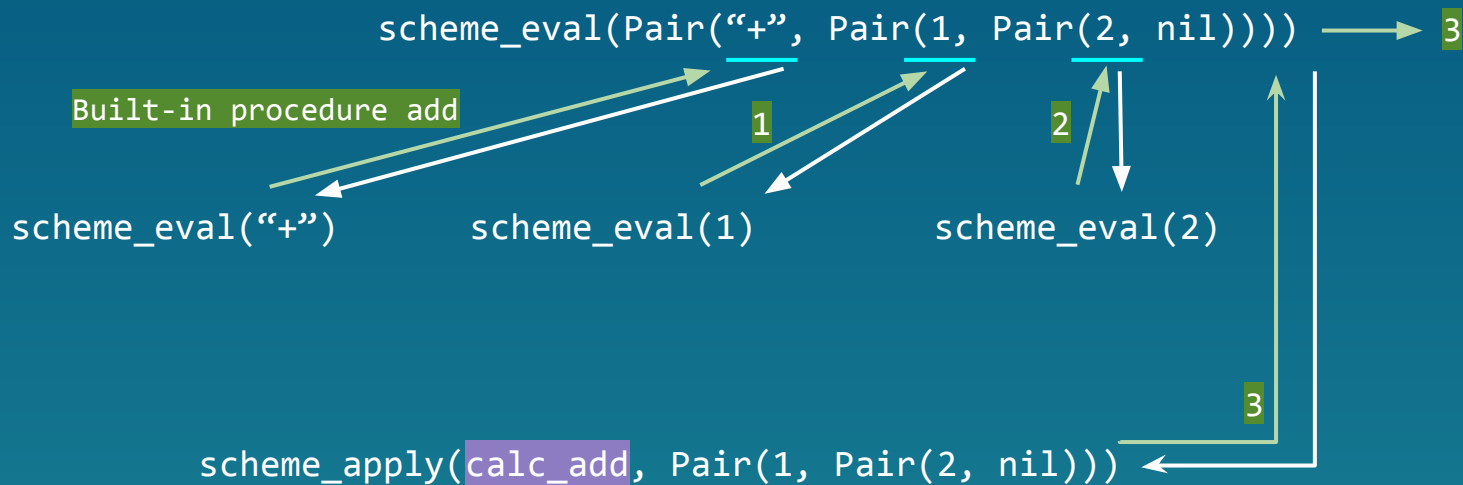 scheme_eval(Pair(“+”, Pair(1, Pair(2, nil)))) 3
Built-in procedure add
1
2
scheme_eval(“+”) scheme_eval(1) scheme_eval(2)
3
scheme_apply(calc_add, Pair(1, Pair(2, nil)))